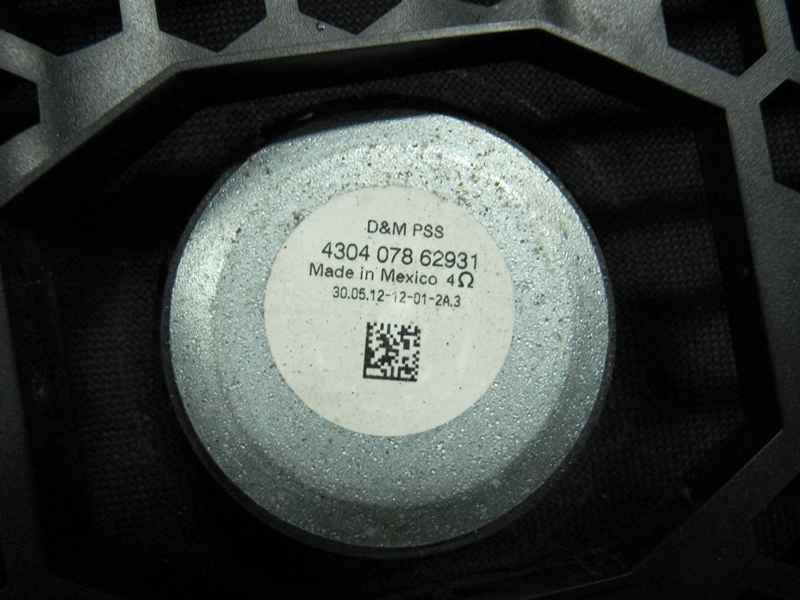 D&M PSS
4304 078 62931
Made in Mexico 4Ω
30.05.12-12-01-2A.3